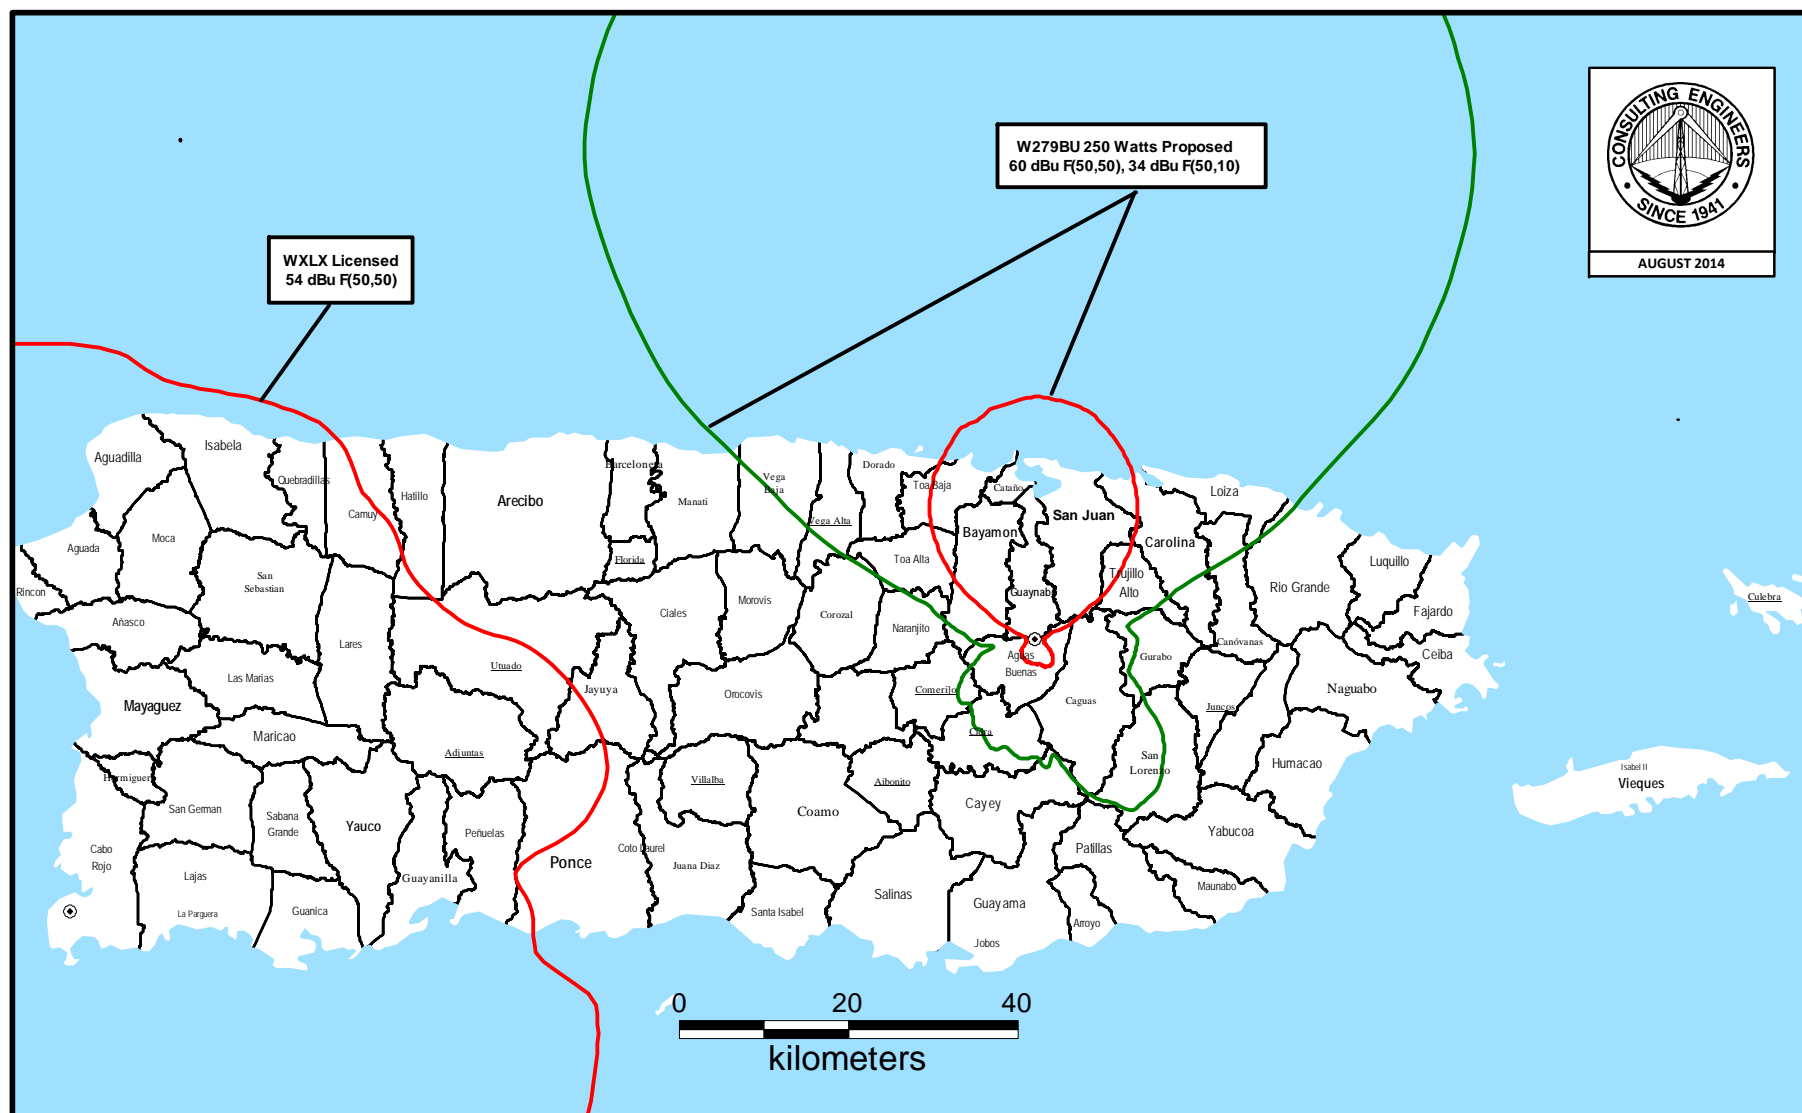 CONSULTING ENGINEERS
SINCE 1941
AUGUST 2014
W279BU 250 Watts Proposed
60 dBu F(50,50), 34 dBu F(50,10)
WXLX Licensed
54 dBu F(50,50)
Isabela
Aguadilla
Quebradillas
Camuy
Hatillo
Arecibo
Barceloneta
Manati
Vega
Baja
Vega Alta
Dorado
Toa Baja
Cataño
San Juan
Loiza
Bayamon
Carolina
Moca
Aguada
San
Sebastian
Florida
Toa Alta
Guaynabo
Trujillo
Alto
Rio Grande
Luquillo
Fajardo
Culebra
Rincon
Añasco
Lares
Ciales
Morovis
Corozal
Naranjito
Aguas
Buenas
Gurabo
Canóvanas
Ceiba
Las Marias
Utuado
Jayuya
Orocovis
Comerilo
Caguas
Juncos
Naguabo
Mayaguez
Maricao
Adjuntas
Cidra
San
Lorenzo
Humacao
Isabel II
Vieques
Hormigueros
San German
Sabana
Grande
Yauco
Peñuelas
Villalba
Coamo
Aibonito
Cayey
Yabucoa
Cabo
Rojo
Lajas
Guayanilla
Ponce
Coto Laurel
Juana Diaz
Patillas
Maunabo
La Parguera
Guanica
Santa Isabel
Salinas
Guayama
Arroyo
Jobos
0 20 40
kilometers